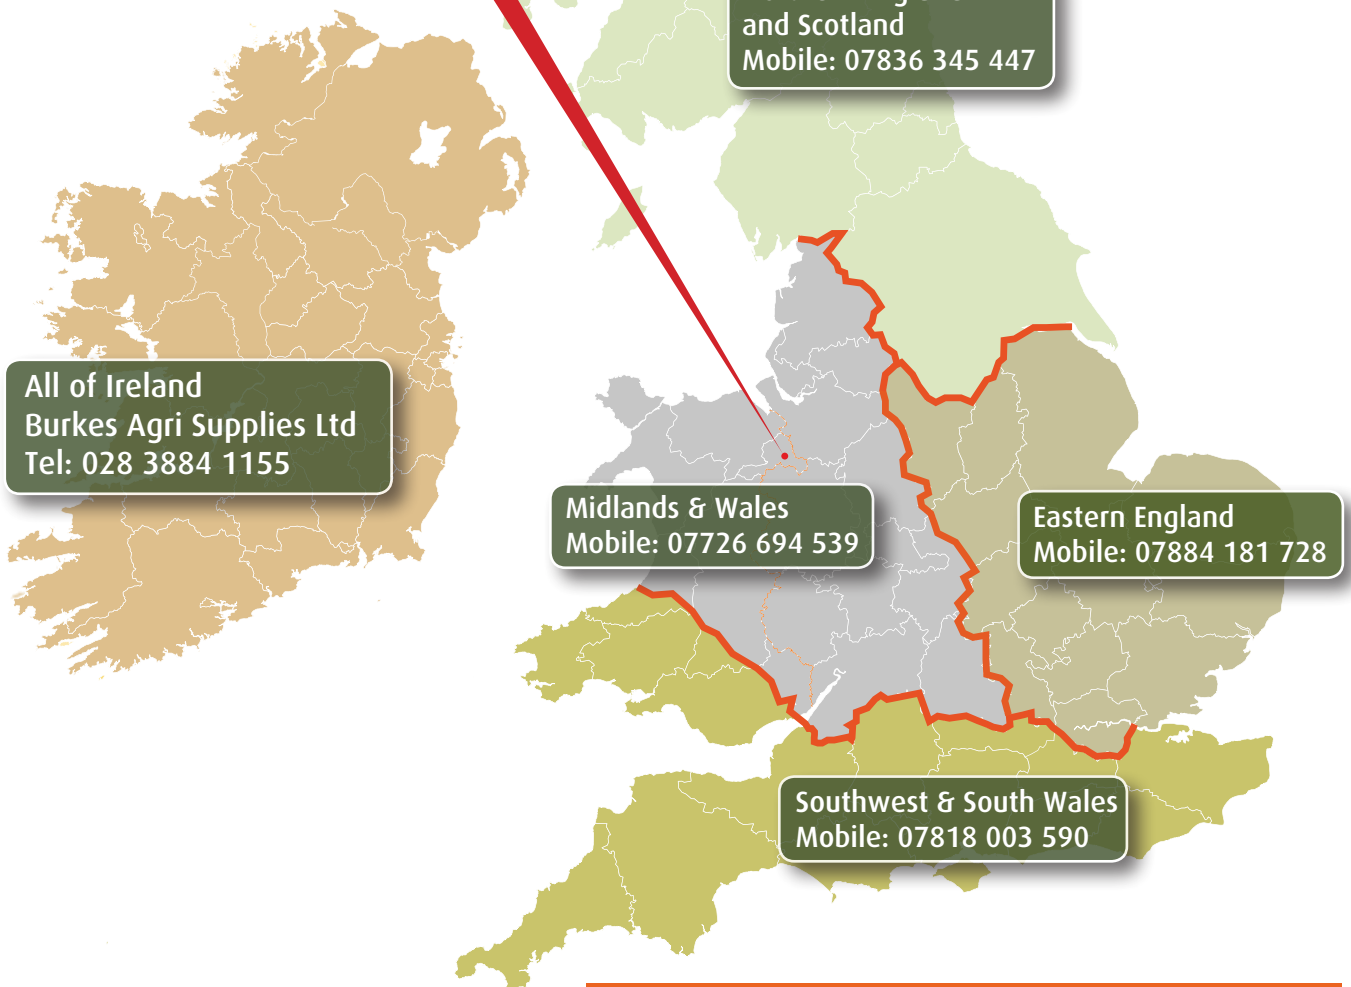 and Scotland
Mobile: 07836 345 447
All of Ireland
Burkes Agri Supplies Ltd
Tel: 028 3884 1155
Midlands & Wales
Mobile: 07726 694 539
Eastern England
Mobile: 07884 181 728
Southwest & South Wales
Mobile: 07818 003 590